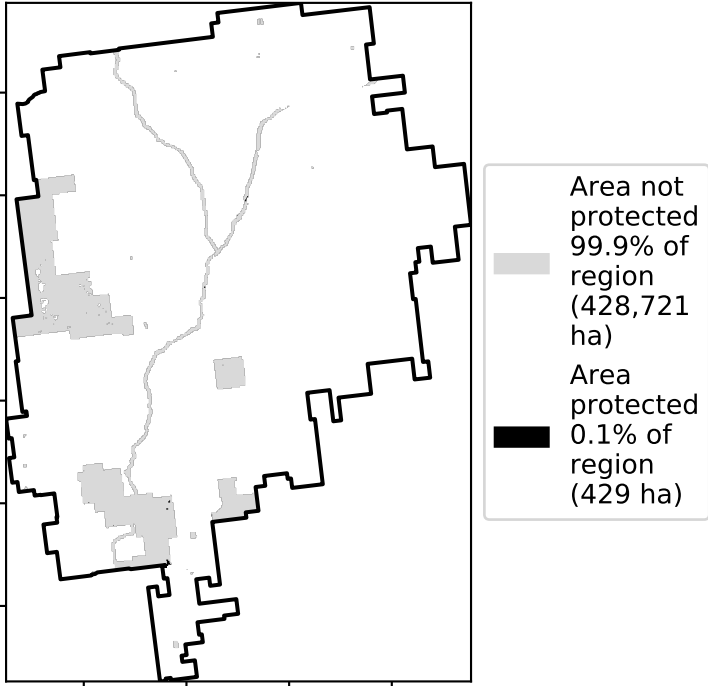 Area not
protected
99.9% of
region
(428,721
ha)
Area
protected
0.1% of
region
(429 ha)